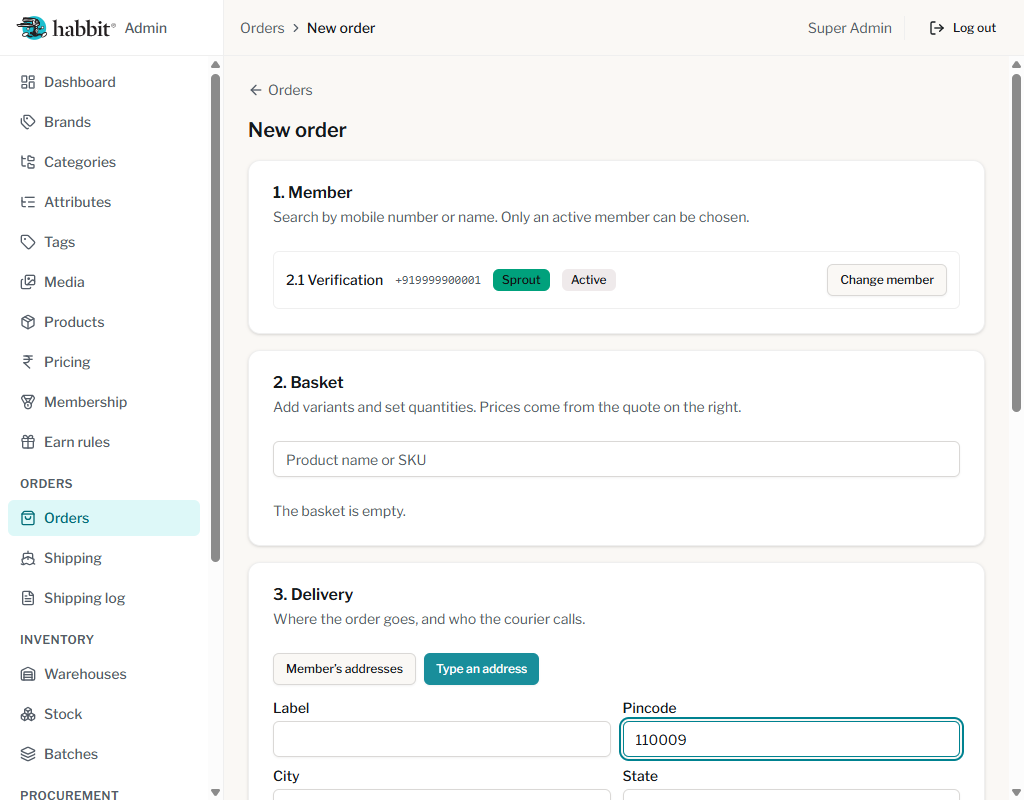 habbit® Admin
Orders > New order
Super Admin
Log out
Dashboard
Brands
Categories
Attributes
Tags
Media
Products
Pricing
Membership
Earn rules
ORDERS
Orders
Shipping
Shipping log
INVENTORY
Warehouses
Stock
Batches
PROCUREMENT
← Orders
New order
1. Member
Search by mobile number or name. Only an active member can be chosen.
2.1 Verification +919999900001 Sprout Active Change member
2. Basket
Add variants and set quantities. Prices come from the quote on the right.
Product name or SKU
The basket is empty.
3. Delivery
Where the order goes, and who the courier calls.
Member's addresses Type an address
Label Pincode
110009
City State